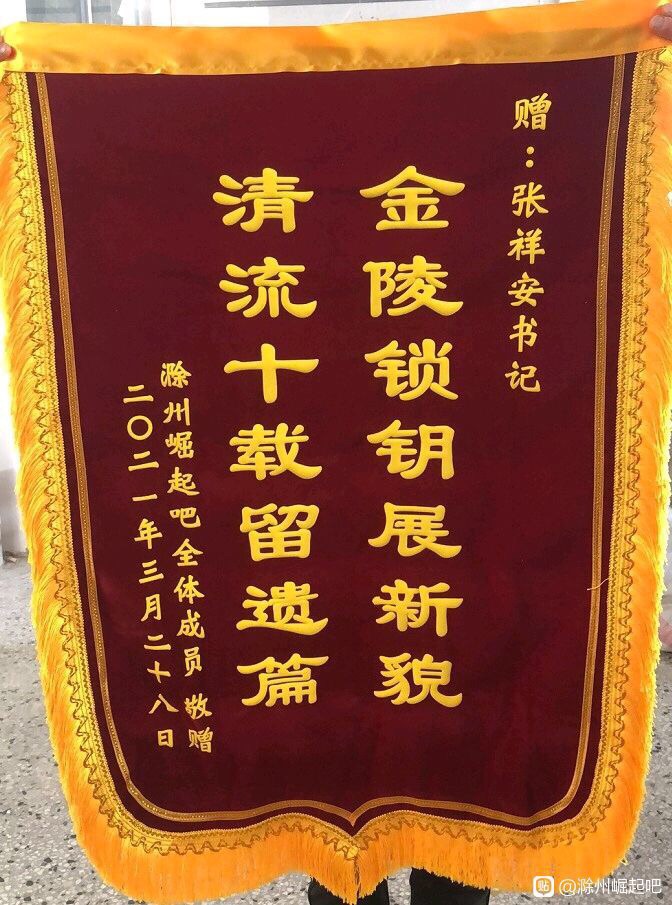 赠：张祥安书记
金陵锁钥展新貌
清流十载留遗篇
滁州崛起吧全体成员 敬赠
二〇二一年三月二十八日
贴 @滁州崛起吧